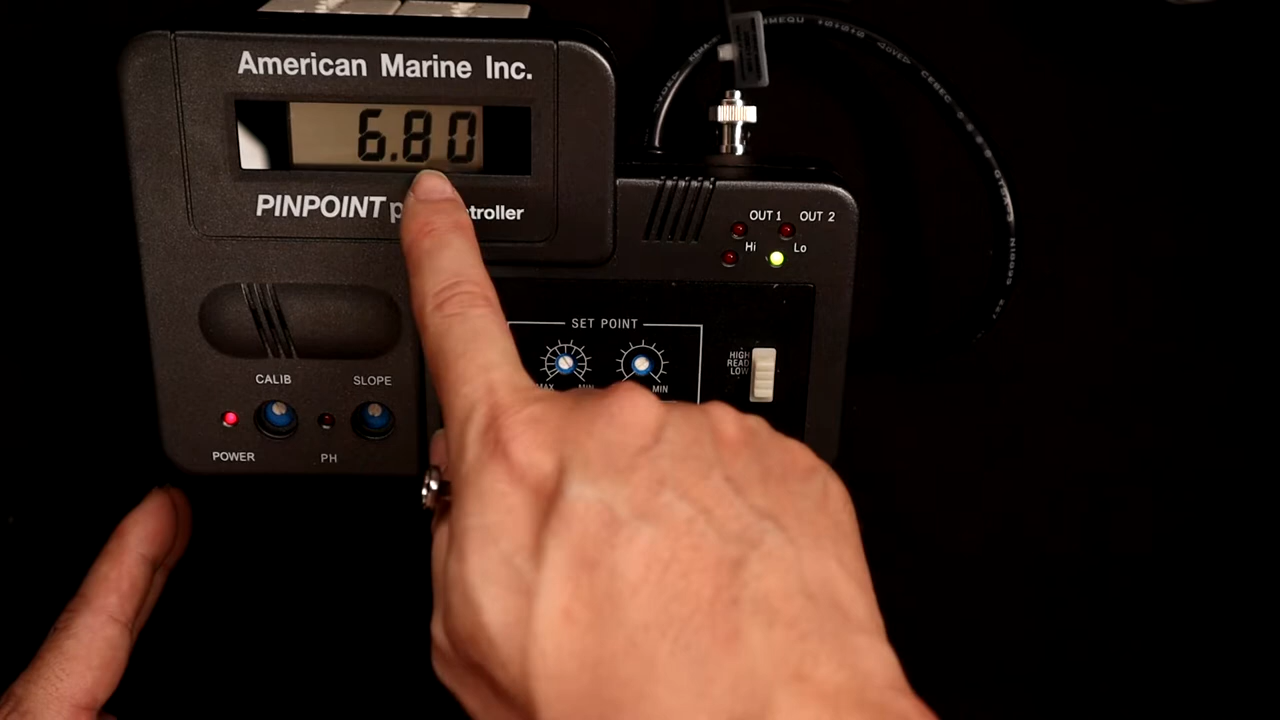 American Marine Inc.
6.80
PINPOINT
ntroller
OUT 1 OUT 2
Hi Lo
SET POINT
MAX MIN
MIN
HIGH
READ
LOW
CALIB SLOPE
POWER PH